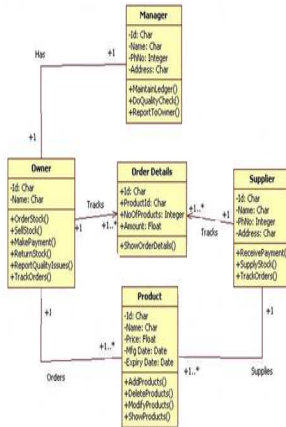 Manager
-Id: Char
-Name: Char
-PhNo: Integer
-Address: Char
+MaintainLedger()
+DoQualityCheck()
+ReportToOwner()
Has
+1
+1
Owner
-Id: Char
-Name: Char
+OrderStock()
+SellStock()
+MakePayment()
+ReturnStock()
+ReportQualityIssues()
+TrackOrders()
Tracks
+1
+1..*
Order Details
+Id: Char
+ProductId: Char
+NoOfProducts: Integer
+Amount: Float
+ShowOrderDetails()
+1..*
+1
Tracks
Supplier
-Id: Char
-Name: Char
-PhNo: Integer
-Address: Char
+ReceivePayment()
+SupplyStock()
+TrackOrders()
+1
+1
Product
-Id: Char
-Name: Char
-Price: Float
-Mfg Date: Date
-Expiry Date: Date
+AddProducts()
+DeleteProducts()
+ModifyProducts()
+ShowProducts()
+1..*
+1..*
Orders
Supplies